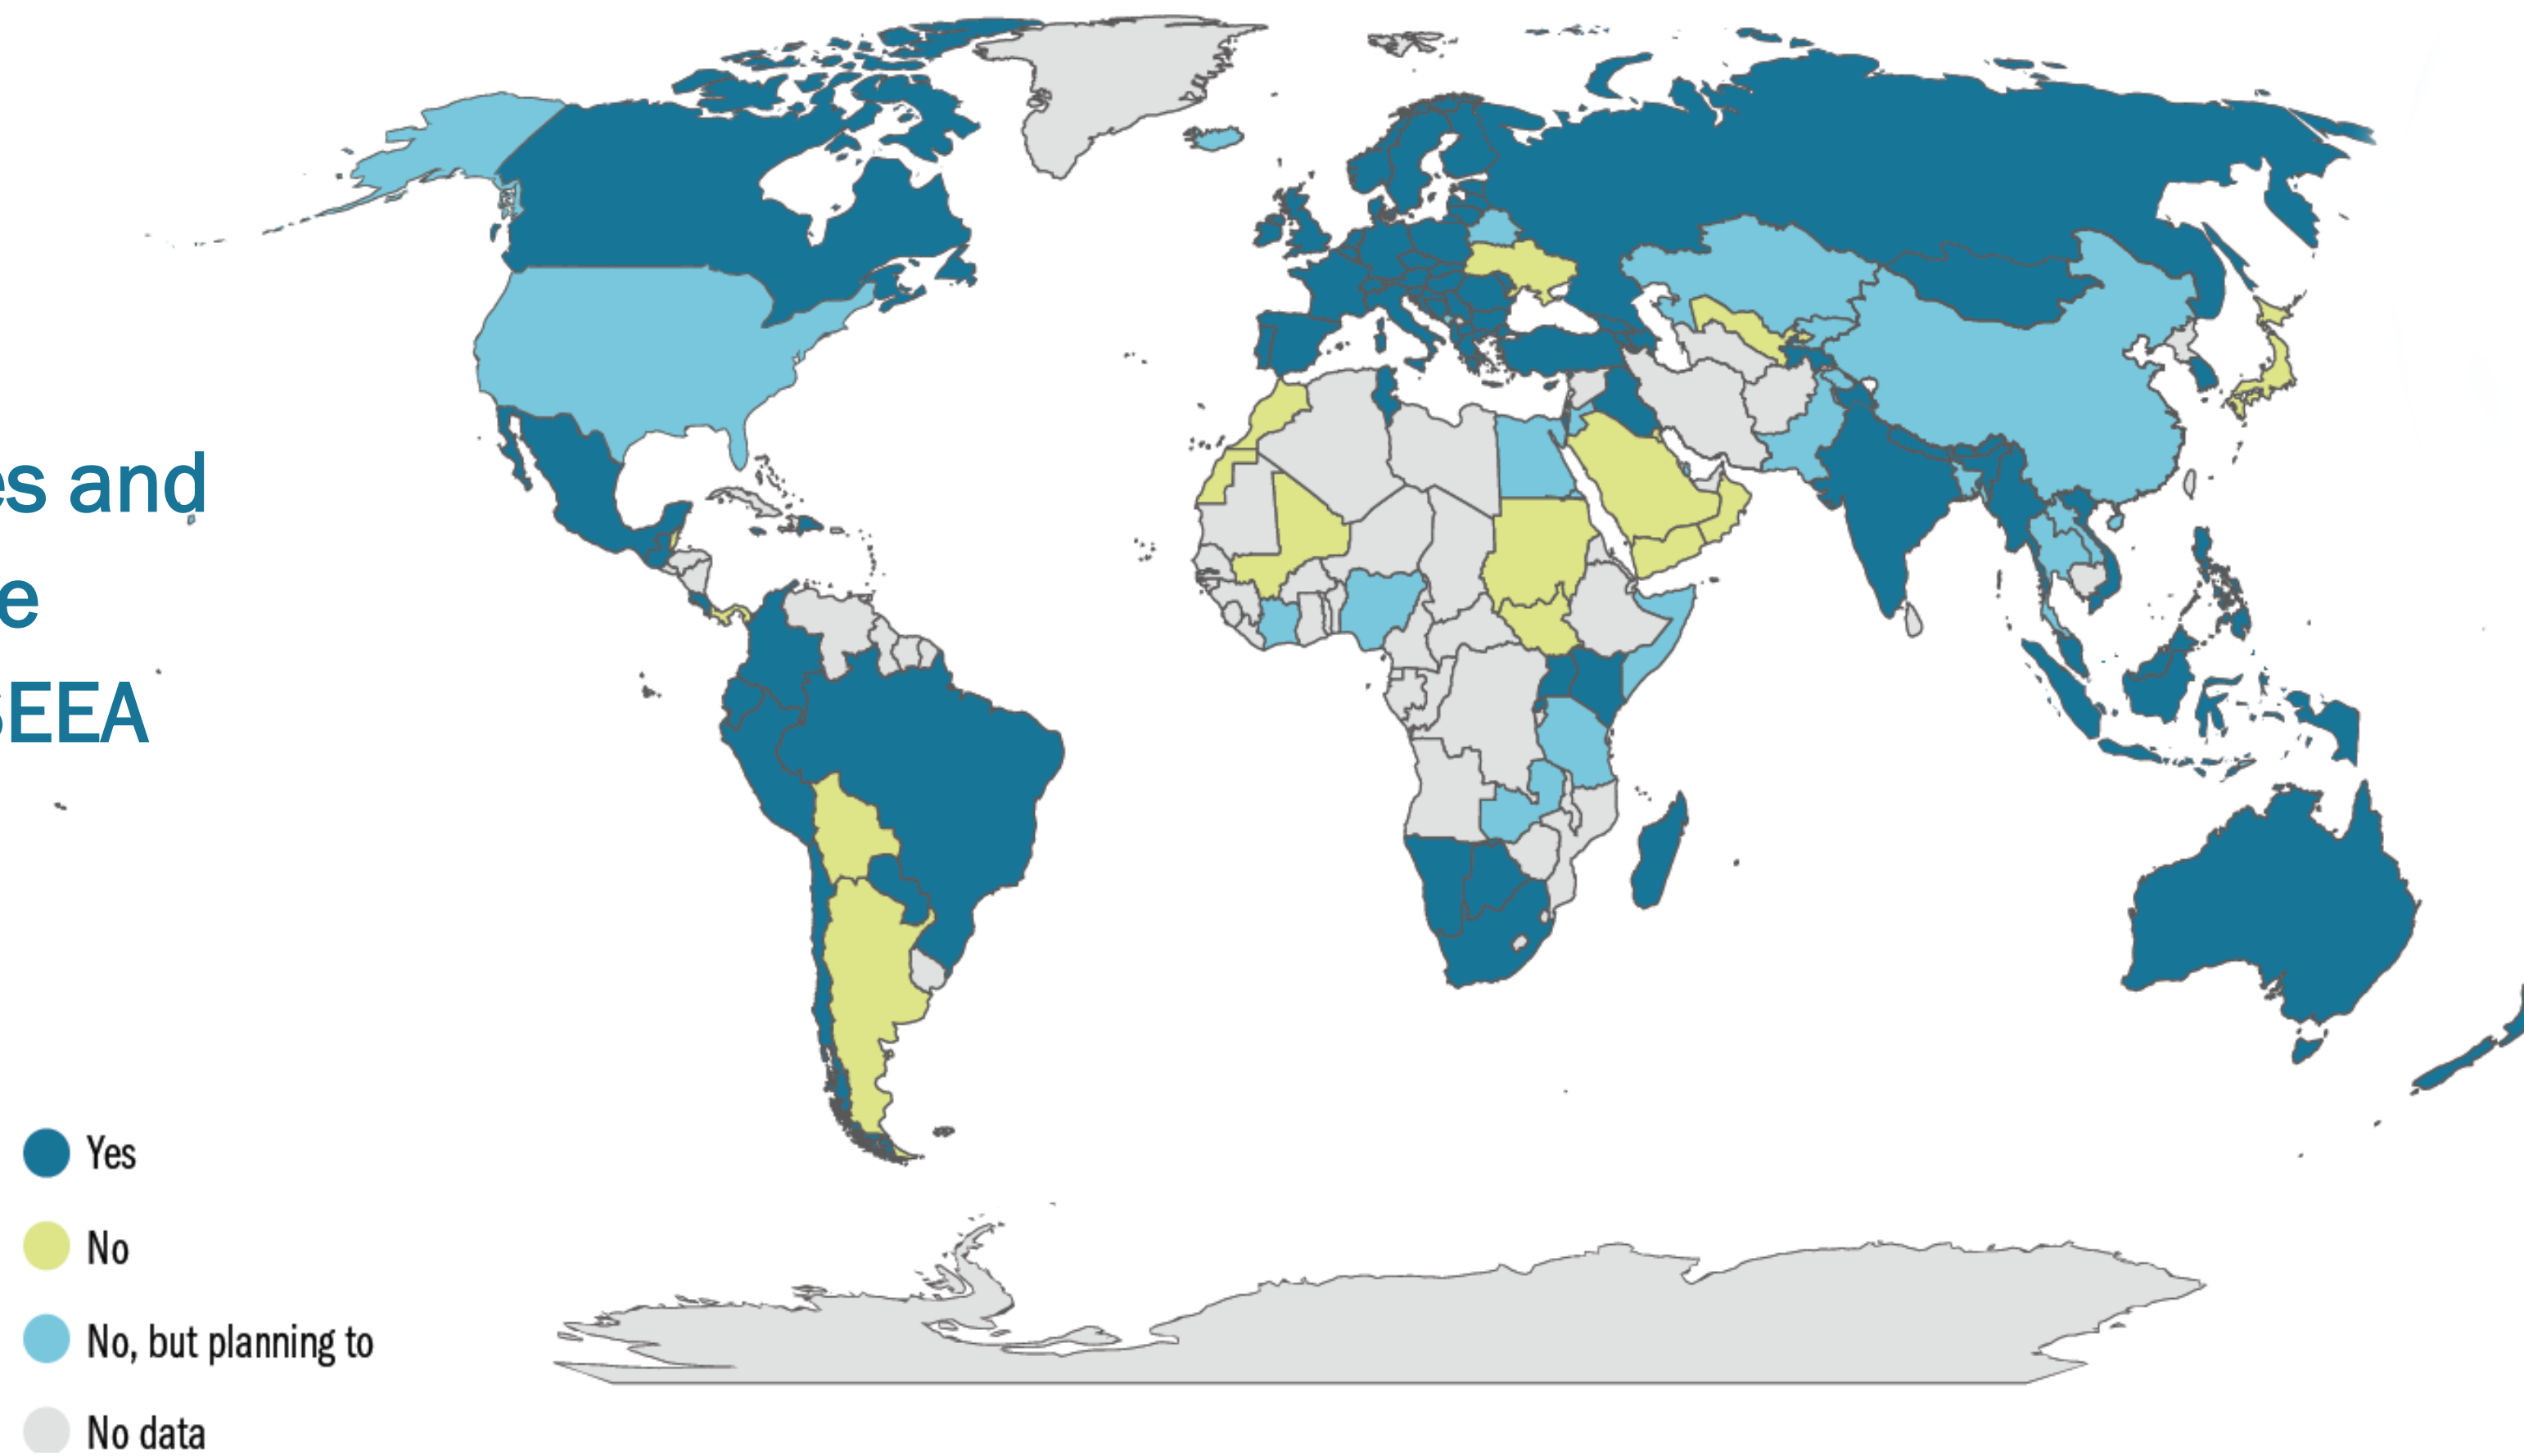 es and
e
SEEA
Yes
No
No, but planning to
No data